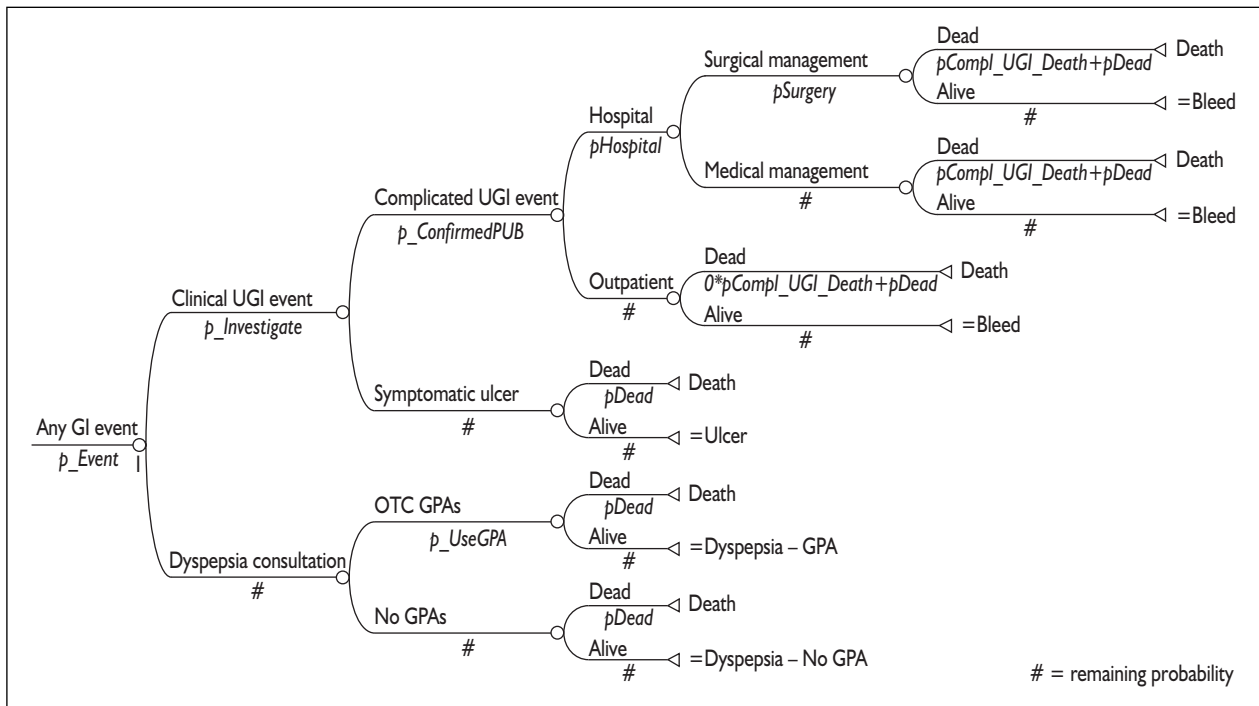 Dead
Death
pCompl_UGI_Death+pDead
Surgical management
pSurgery
Alive
=Bleed
#
Hospital
pHospital
Dead
Death
pCompl_UGI_Death+pDead
Medical management
#
Alive
=Bleed
#
Complicated UGI event
p_ConfirmedPUB
Dead
Death
0*pCompl_UGI_Death+pDead
Outpatient
#
Alive
=Bleed
#
Clinical UGI event
p_Investigate
Dead
Death
pDead
Symptomatic ulcer
#
Alive
=Ulcer
#
Any GI event
p_Event
1
Dead
Death
pDead
OTC GPAs
p_UseGPA
Alive
=Dyspepsia – GPA
#
Dyspepsia consultation
#
Dead
Death
pDead
No GPAs
#
Alive
=Dyspepsia – No GPA
#
# = remaining probability